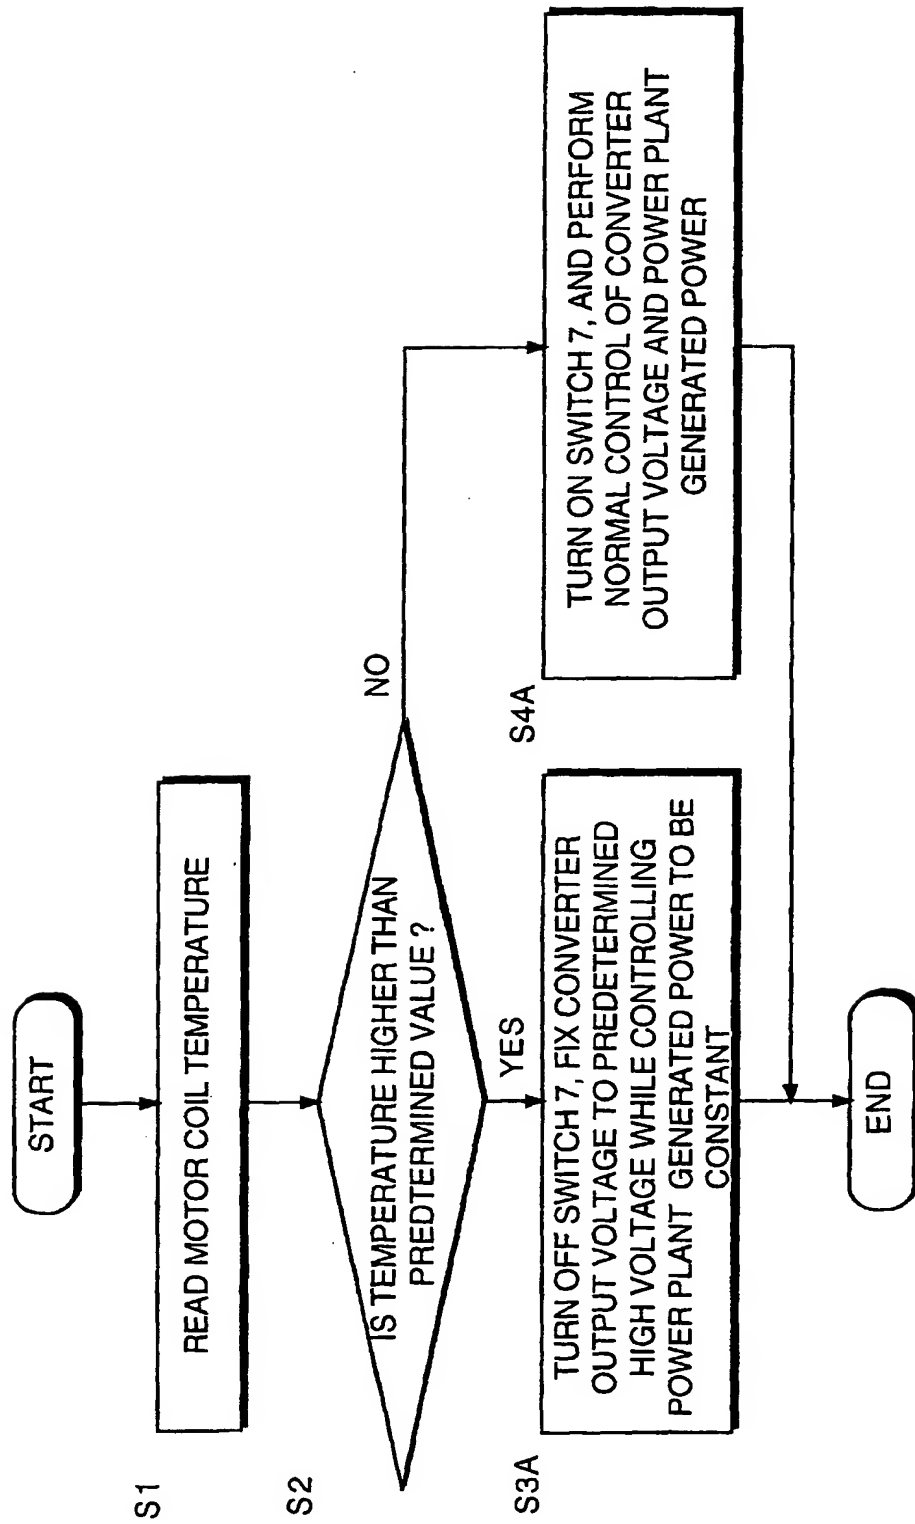 START
S1
READ MOTOR COIL TEMPERATURE
S2
IS TEMPERATURE HIGHER THAN
PREDTERMINED VALUE ?
NO
YES
S3A
TURN OFF SWITCH 7, FIX CONVERTER
OUTPUT VOLTAGE TO PREDETERMINED
HIGH VOLTAGE WHILE CONTROLLING
POWER PLANT GENERATED POWER TO BE
CONSTANT
S4A
TURN ON SWITCH 7, AND PERFORM
NORMAL CONTROL OF CONVERTER
OUTPUT VOLTAGE AND POWER PLANT
GENERATED POWER
END